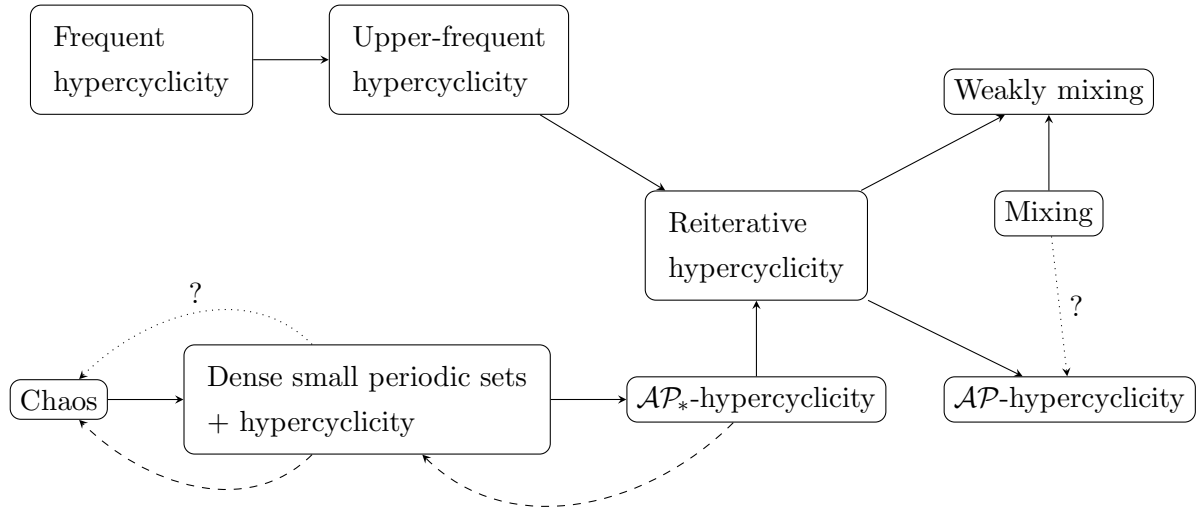 Frequent
hypercyclicity
Upper-frequent
hypercyclicity
Weakly mixing
Mixing
Reiterative
hypercyclicity
?
?
Chaos
Dense small periodic sets
+ hypercyclicity
𝒜𝒫∗-hypercyclicity
𝒜𝒫-hypercyclicity